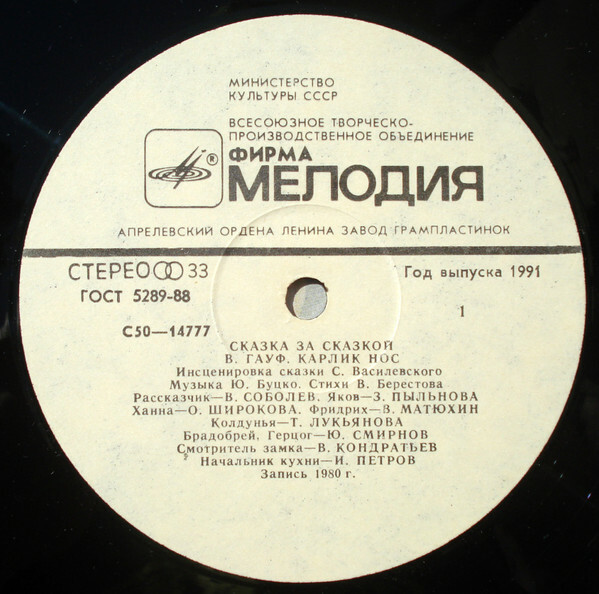 МИНИСТЕРСТВО
КУЛЬТУРЫ СССР
ВСЕСОЮЗНОЕ ТВОРЧЕСКО-
ПРОИЗВОДСТВЕННОЕ ОБЪЕДИНЕНИЕ
®
ФИРМА
МЕЛОДИЯ
АПРЕЛЕВСКИЙ ОРДЕНА ЛЕНИНА ЗАВОД ГРАМПЛАСТИНОК
СТЕРЕО 33
Год выпуска 1991
ГОСТ 5289-88
1
С50—14777
СКАЗКА ЗА СКАЗКОЙ
В. ГАУФ. КАРЛИК НОС
Инсценировка сказки С. Василевского
Музыка Ю. Буцко. Стихи В. Берестова
Рассказчик—В. СОБОЛЕВ, Яков—З. ПЫЛЬНОВА
Ханна—О. ШИРОКОВА, Фридрих—В. МАТЮХИН
Колдунья—Т. ЛУКЬЯНОВА
Брадобрей, Герцог—Ю. СМИРНОВ
Смотритель замка—В. КОНДРАТЬЕВ
Начальник кухни—И. ПЕТРОВ
Запись 1980 г.